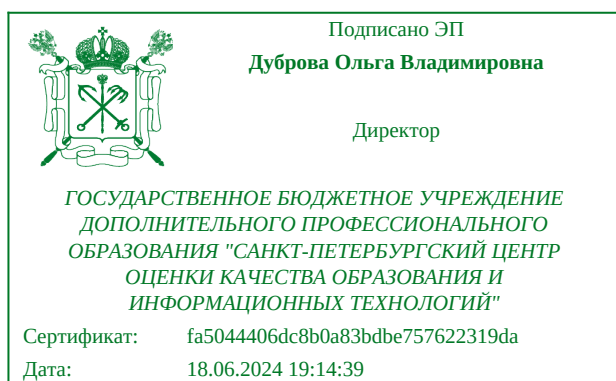 Подписано ЭП
Дуброва Ольга Владимировна
Директор
ГОСУДАРСТВЕННОЕ БЮДЖЕТНОЕ УЧРЕЖДЕНИЕ
ДОПОЛНИТЕЛЬНОГО ПРОФЕССИОНАЛЬНОГО
ОБРАЗОВАНИЯ "САНКТ-ПЕТЕРБУРГСКИЙ ЦЕНТР
ОЦЕНКИ КАЧЕСТВА ОБРАЗОВАНИЯ И
ИНФОРМАЦИОННЫХ ТЕХНОЛОГИЙ"
Сертификат: fa5044406dc8b0a83bdbe757622319da
Дата: 18.06.2024 19:14:39